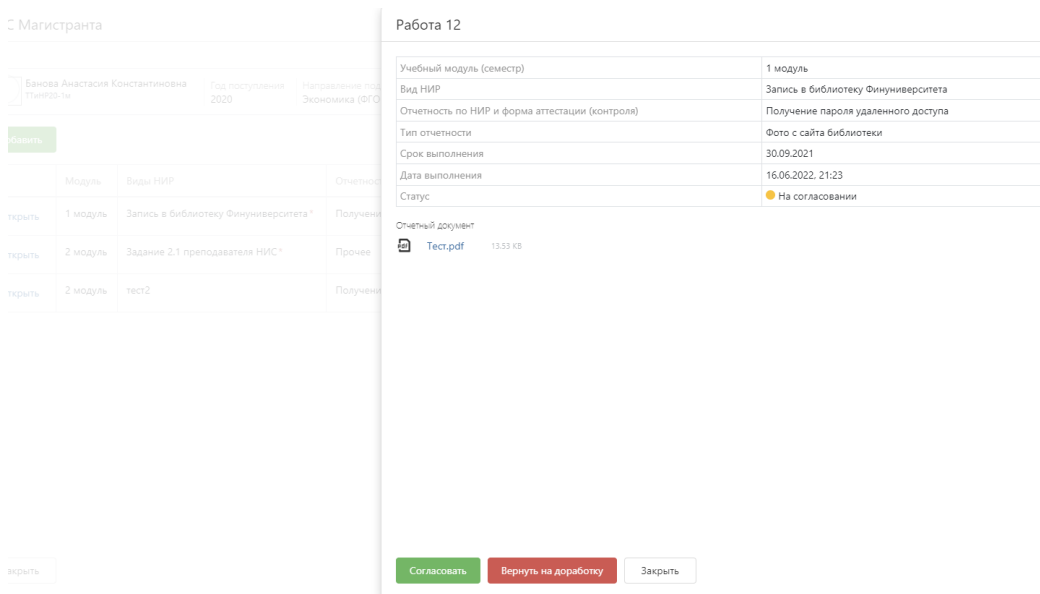 С Магистранта
Банова Анастасия Константиновна
Год поступления
2020
Экономика (ФГО
Модуль
Виды НИР
Отчетнос
1 модуль
Запись в библиотеку Финуниверситета*
Получени
2 модуль
Задание 2.1 преподавателя НИС*
Прочее
2 модуль
тест2
Получени
Работа 12
Учебный модуль (семестр)
1 модуль
Вид НИР
Запись в библиотеку Финуниверситета
Отчетность по НИР и форма аттестации (контроля)
Получение пароля удаленного доступа
Тип отчетности
Фото с сайта библиотеки
Срок выполнения
30.09.2021
Дата выполнения
16.06.2022, 21:23
Статус
На согласовании
Отчетный документ
Тест.pdf
13.53 KB
Согласовать
Вернуть на доработку
Закрыть